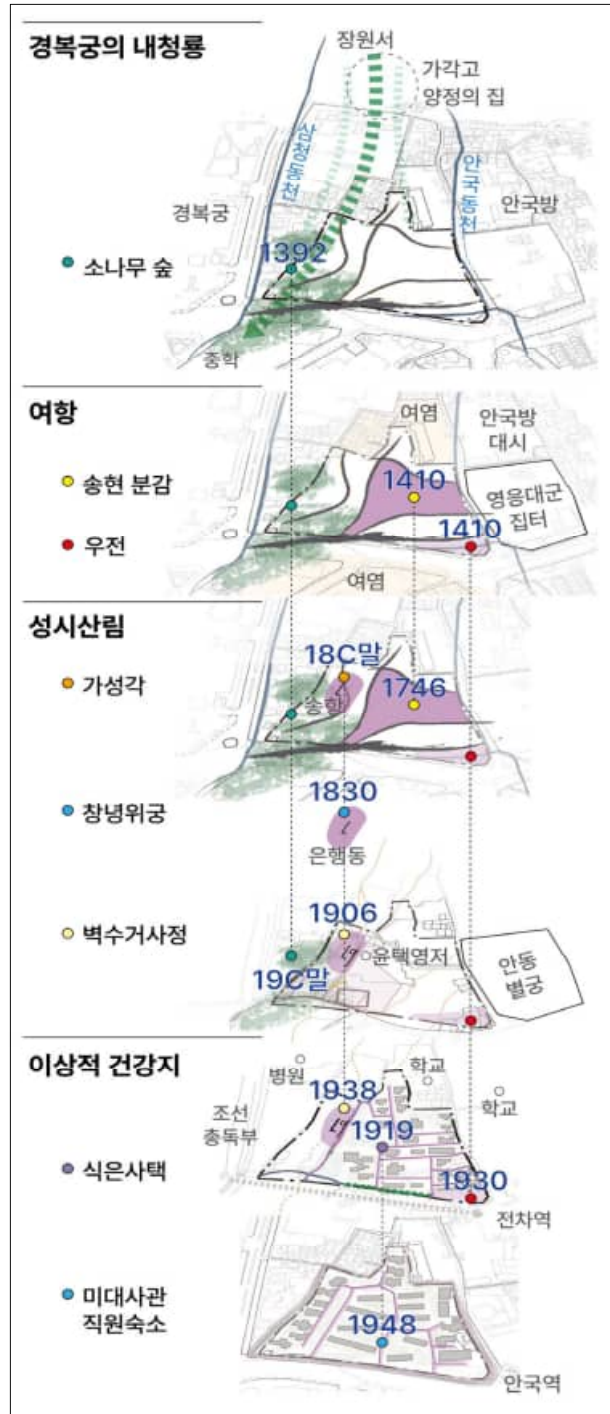 경복궁의 내청룡
장원서
가각고
양정의 집
삼청동천
안국동천
경복궁
안국방
1392
소나무 숲
중학
여항
여염
안국방
대시
송현 분감
1410
영응대군
집터
우전
1410
여염
성시산림
18C말
가성각
송현
1746
1830
창녕위궁
은행동
1906
벽수거사정
윤택영저
19C말
안동
별궁
이상적 건강지
병원
학교
1938
학교
조선
총독부
1919
식은사택
1930
전차역
미대사관
직원숙소
1948
안국역